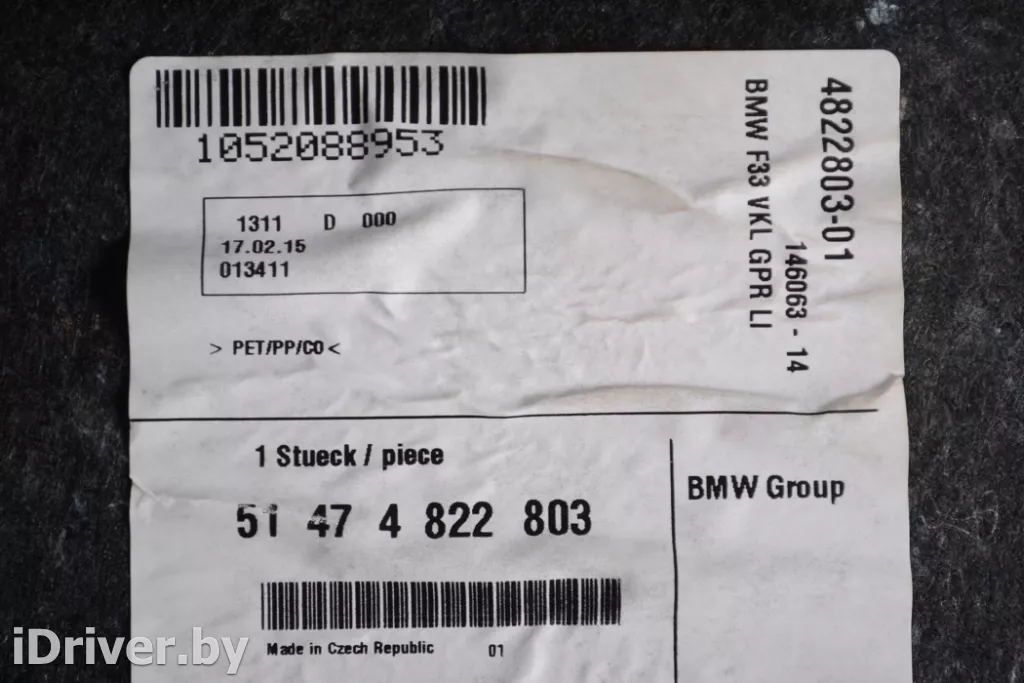 1052088953
1311 D 000
17.02.15
013411
> PET/PP/CO <
4822803-01
146063 - 14
BMW F33 VKL GPR LI
1 Stueck / piece
51 47 4 822 803
BMW Group
Made in Czech Republic 01
iDriver.by